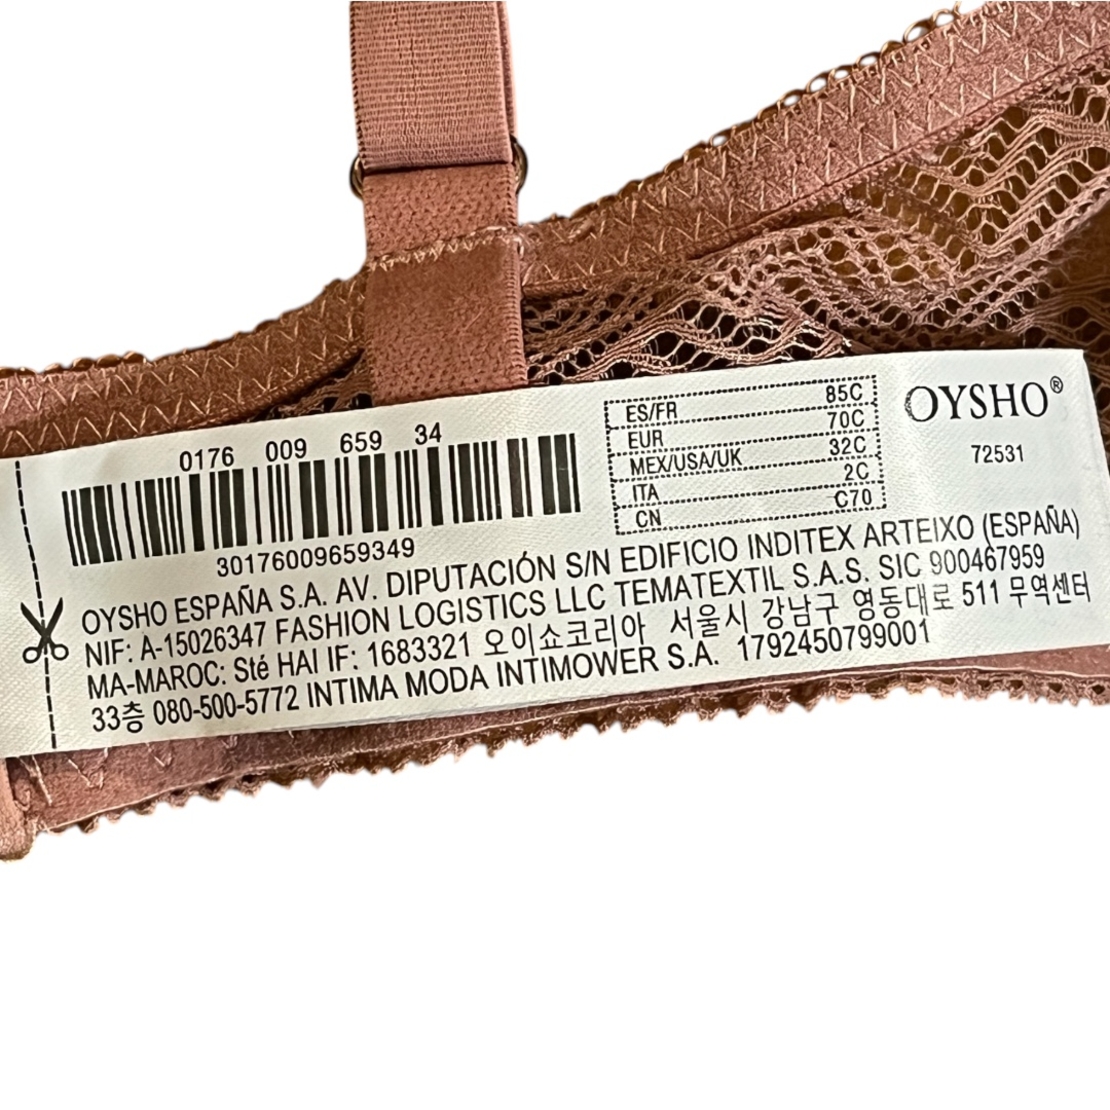 0176 009 659 34
30176009659349
ES/FR 85C
EUR 70C
MEX/USA/UK 32C
ITA 2C
CN C70
OYSHO®
72531
OYSHO ESPAÑA S.A. AV. DIPUTACIÓN S/N EDIFICIO INDITEX ARTEIXO (ESPAÑA)
NIF: A-15026347 FASHION LOGISTICS LLC TEMATEXTIL S.A.S. SIC 900467959
MA-MAROC: Sté HAI IF: 1683321 오이쇼코리아 서울시 강남구 영동대로 511 무역센터
33층 080-500-5772 INTIMA MODA INTIMOWER S.A. 1792450799001